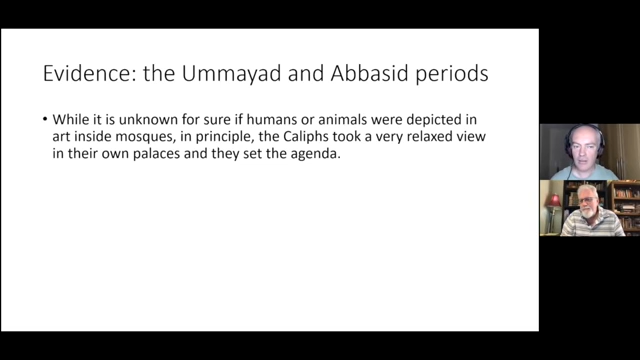 Evidence: the Ummayad and Abbasid periods
• While it is unknown for sure if humans or animals were depicted in
art inside mosques, in principle, the Caliphs took a very relaxed view
in their own palaces and they set the agenda.